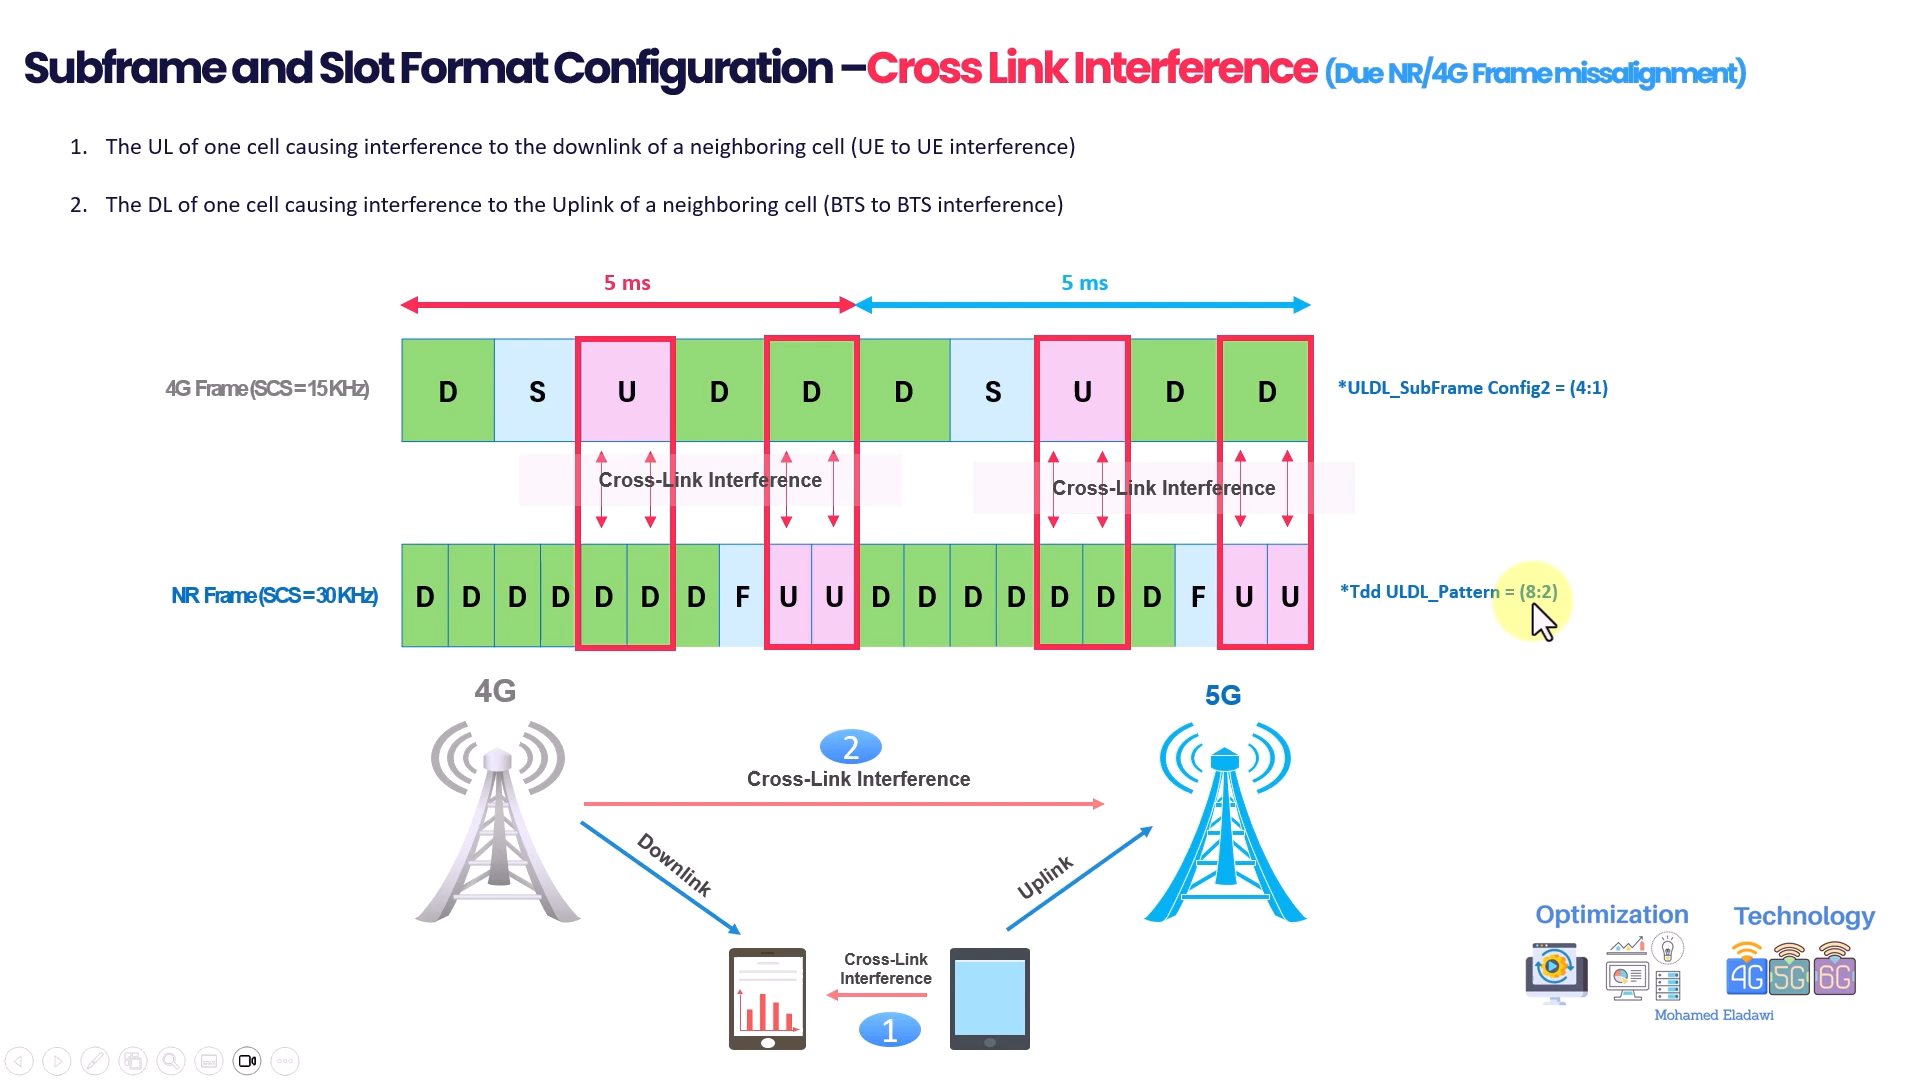 Subframe and Slot Format Configuration –Cross Link Interference (Due NR/4G Frame missalignment)
1. The UL of one cell causing interference to the downlink of a neighboring cell (UE to UE interference)
2. The DL of one cell causing interference to the Uplink of a neighboring cell (BTS to BTS interference)
5 ms 5 ms
4G Frame (SCS = 15 KHz) D S U D D D S U D D *ULDL_SubFrame Config2 = (4:1)
Cross-Link Interference Cross-Link Interference
NR Frame (SCS = 30 KHz) D D D D D D D F U U D D D D D D D F U U *Tdd ULDL_Pattern = (8:2)
4G 5G
2
Cross-Link Interference
Downlink
Uplink
Cross-Link
Interference
1
Optimization Technology
4G 5G 6G
Mohamed Eladawi